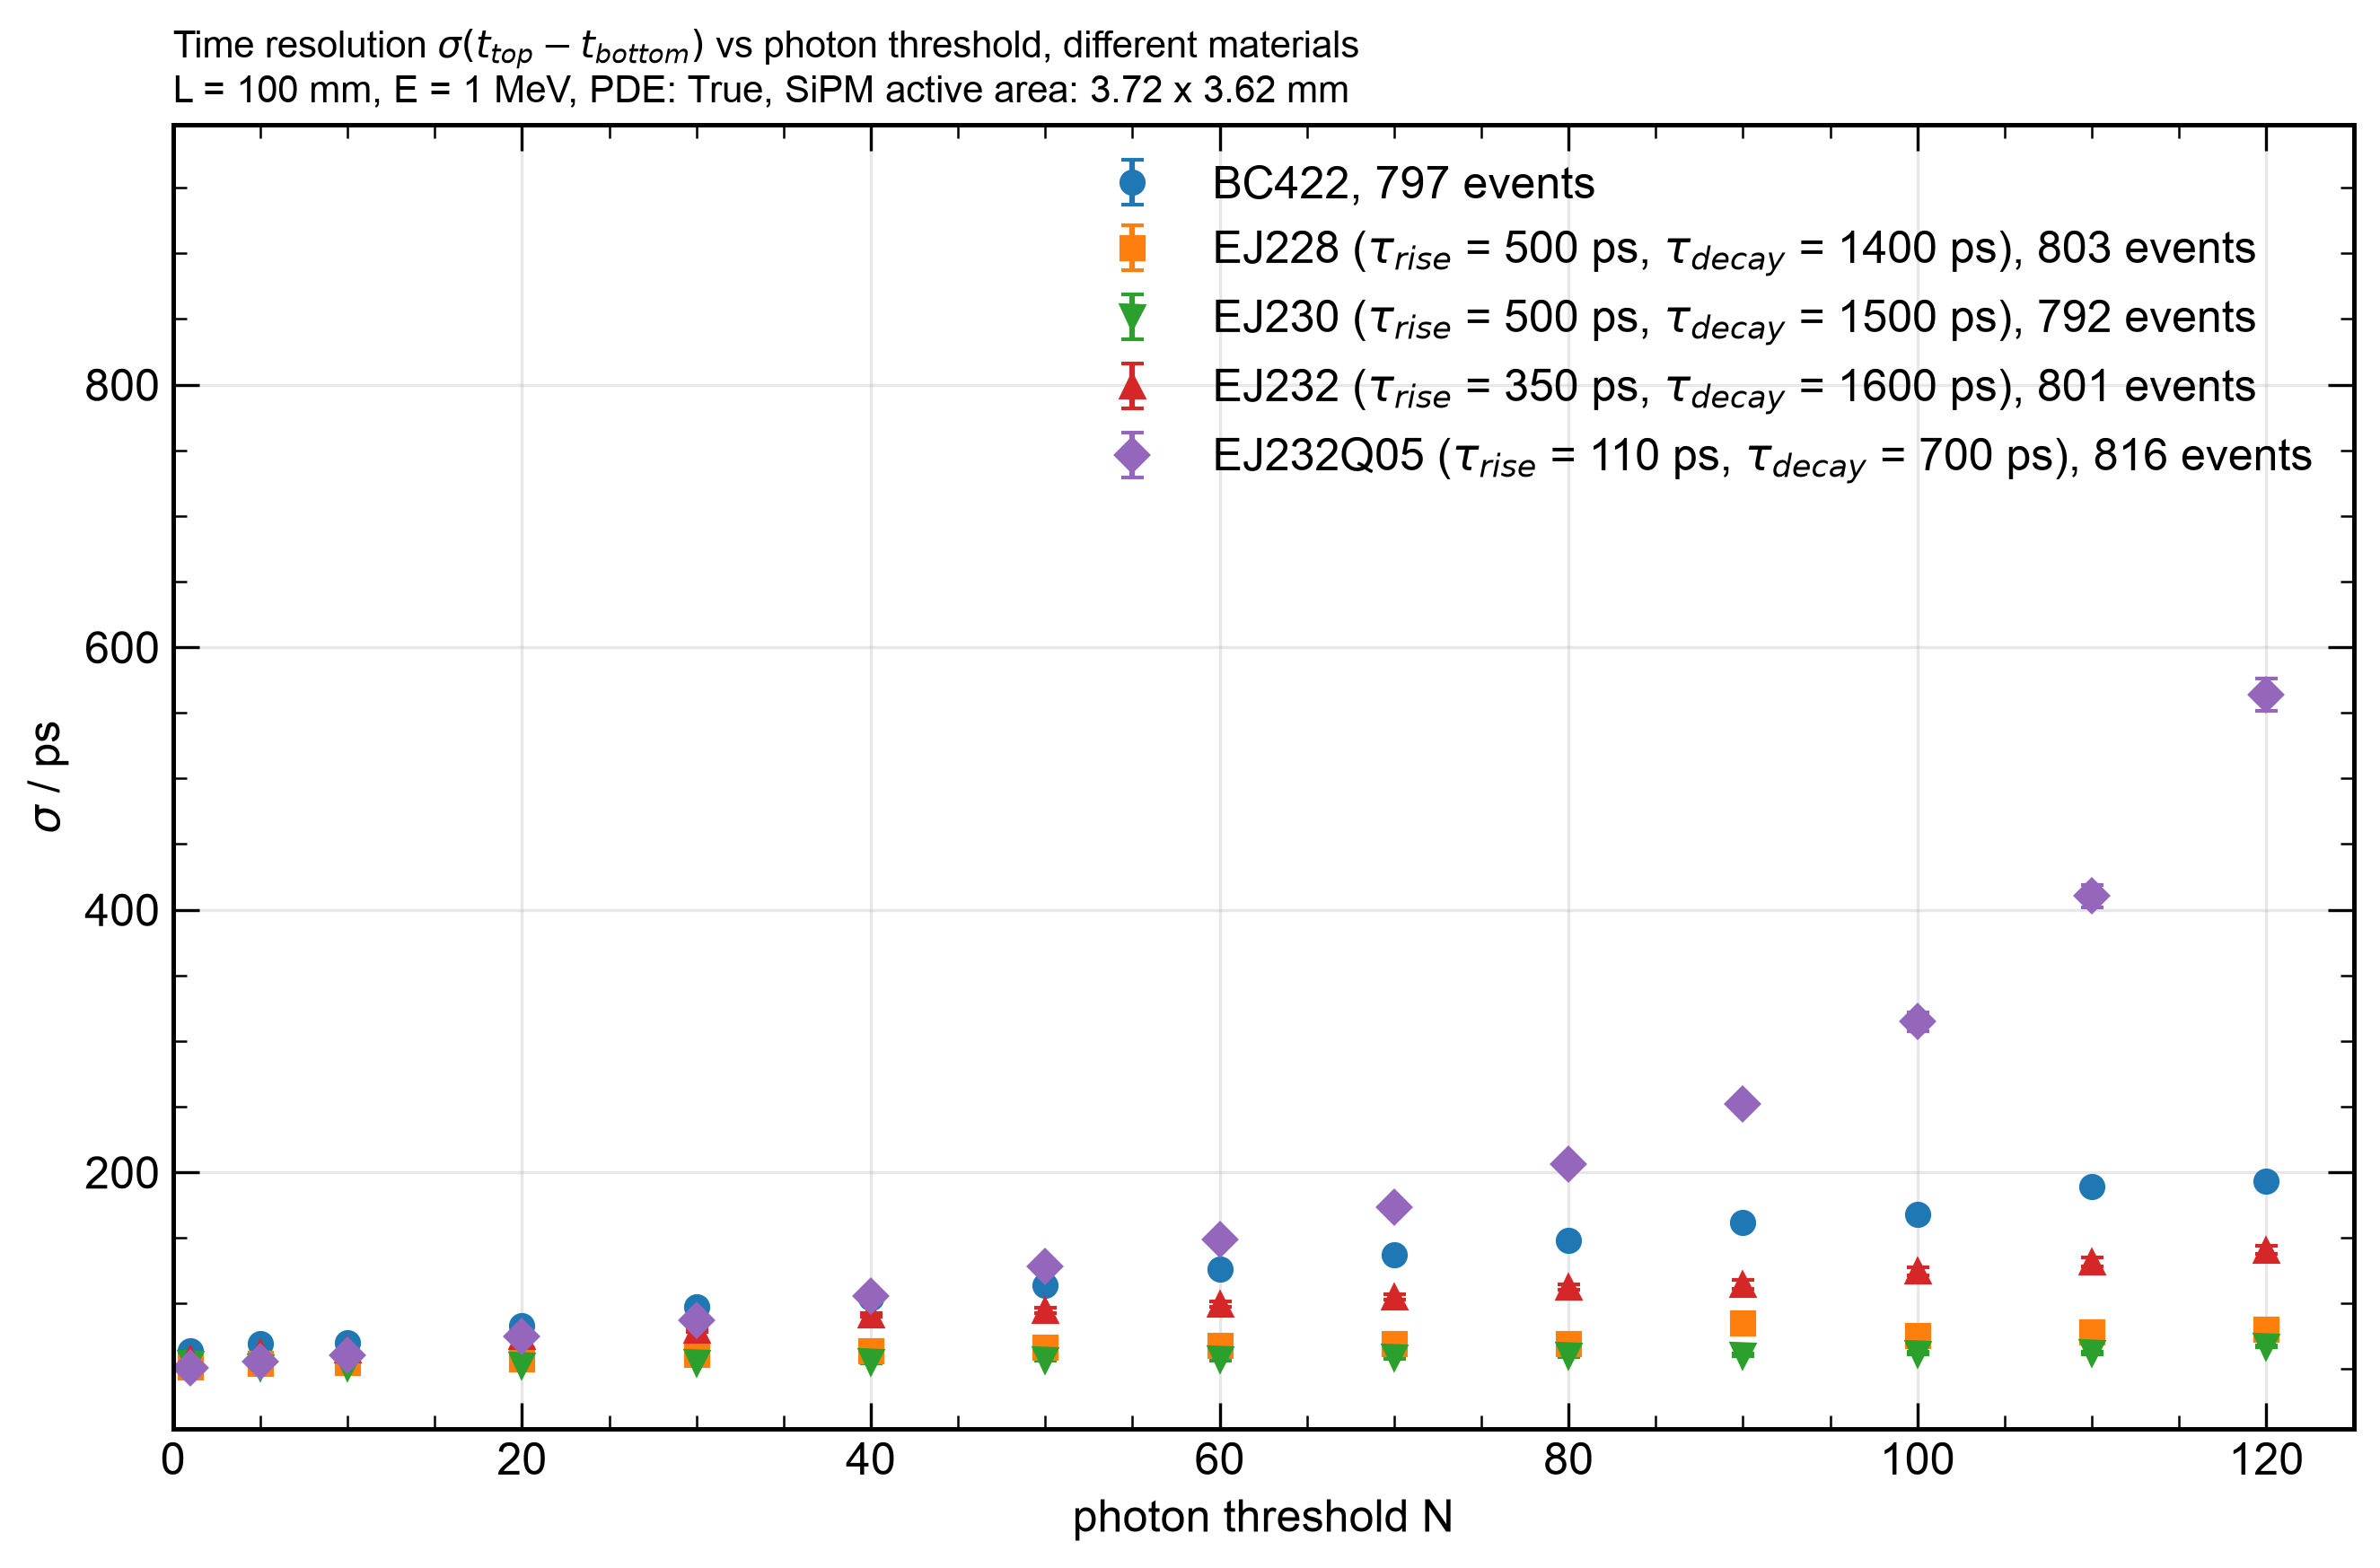 Time resolution σ(t_top − t_bottom) vs photon threshold, different materials
L = 100 mm, E = 1 MeV, PDE: True, SiPM active area: 3.72 x 3.62 mm
BC422, 797 events
EJ228 (τ_rise = 500 ps, τ_decay = 1400 ps), 803 events
EJ230 (τ_rise = 500 ps, τ_decay = 1500 ps), 792 events
EJ232 (τ_rise = 350 ps, τ_decay = 1600 ps), 801 events
EJ232Q05 (τ_rise = 110 ps, τ_decay = 700 ps), 816 events
800
600
400
200
σ / ps
0 20 40 60 80 100 120
photon threshold N